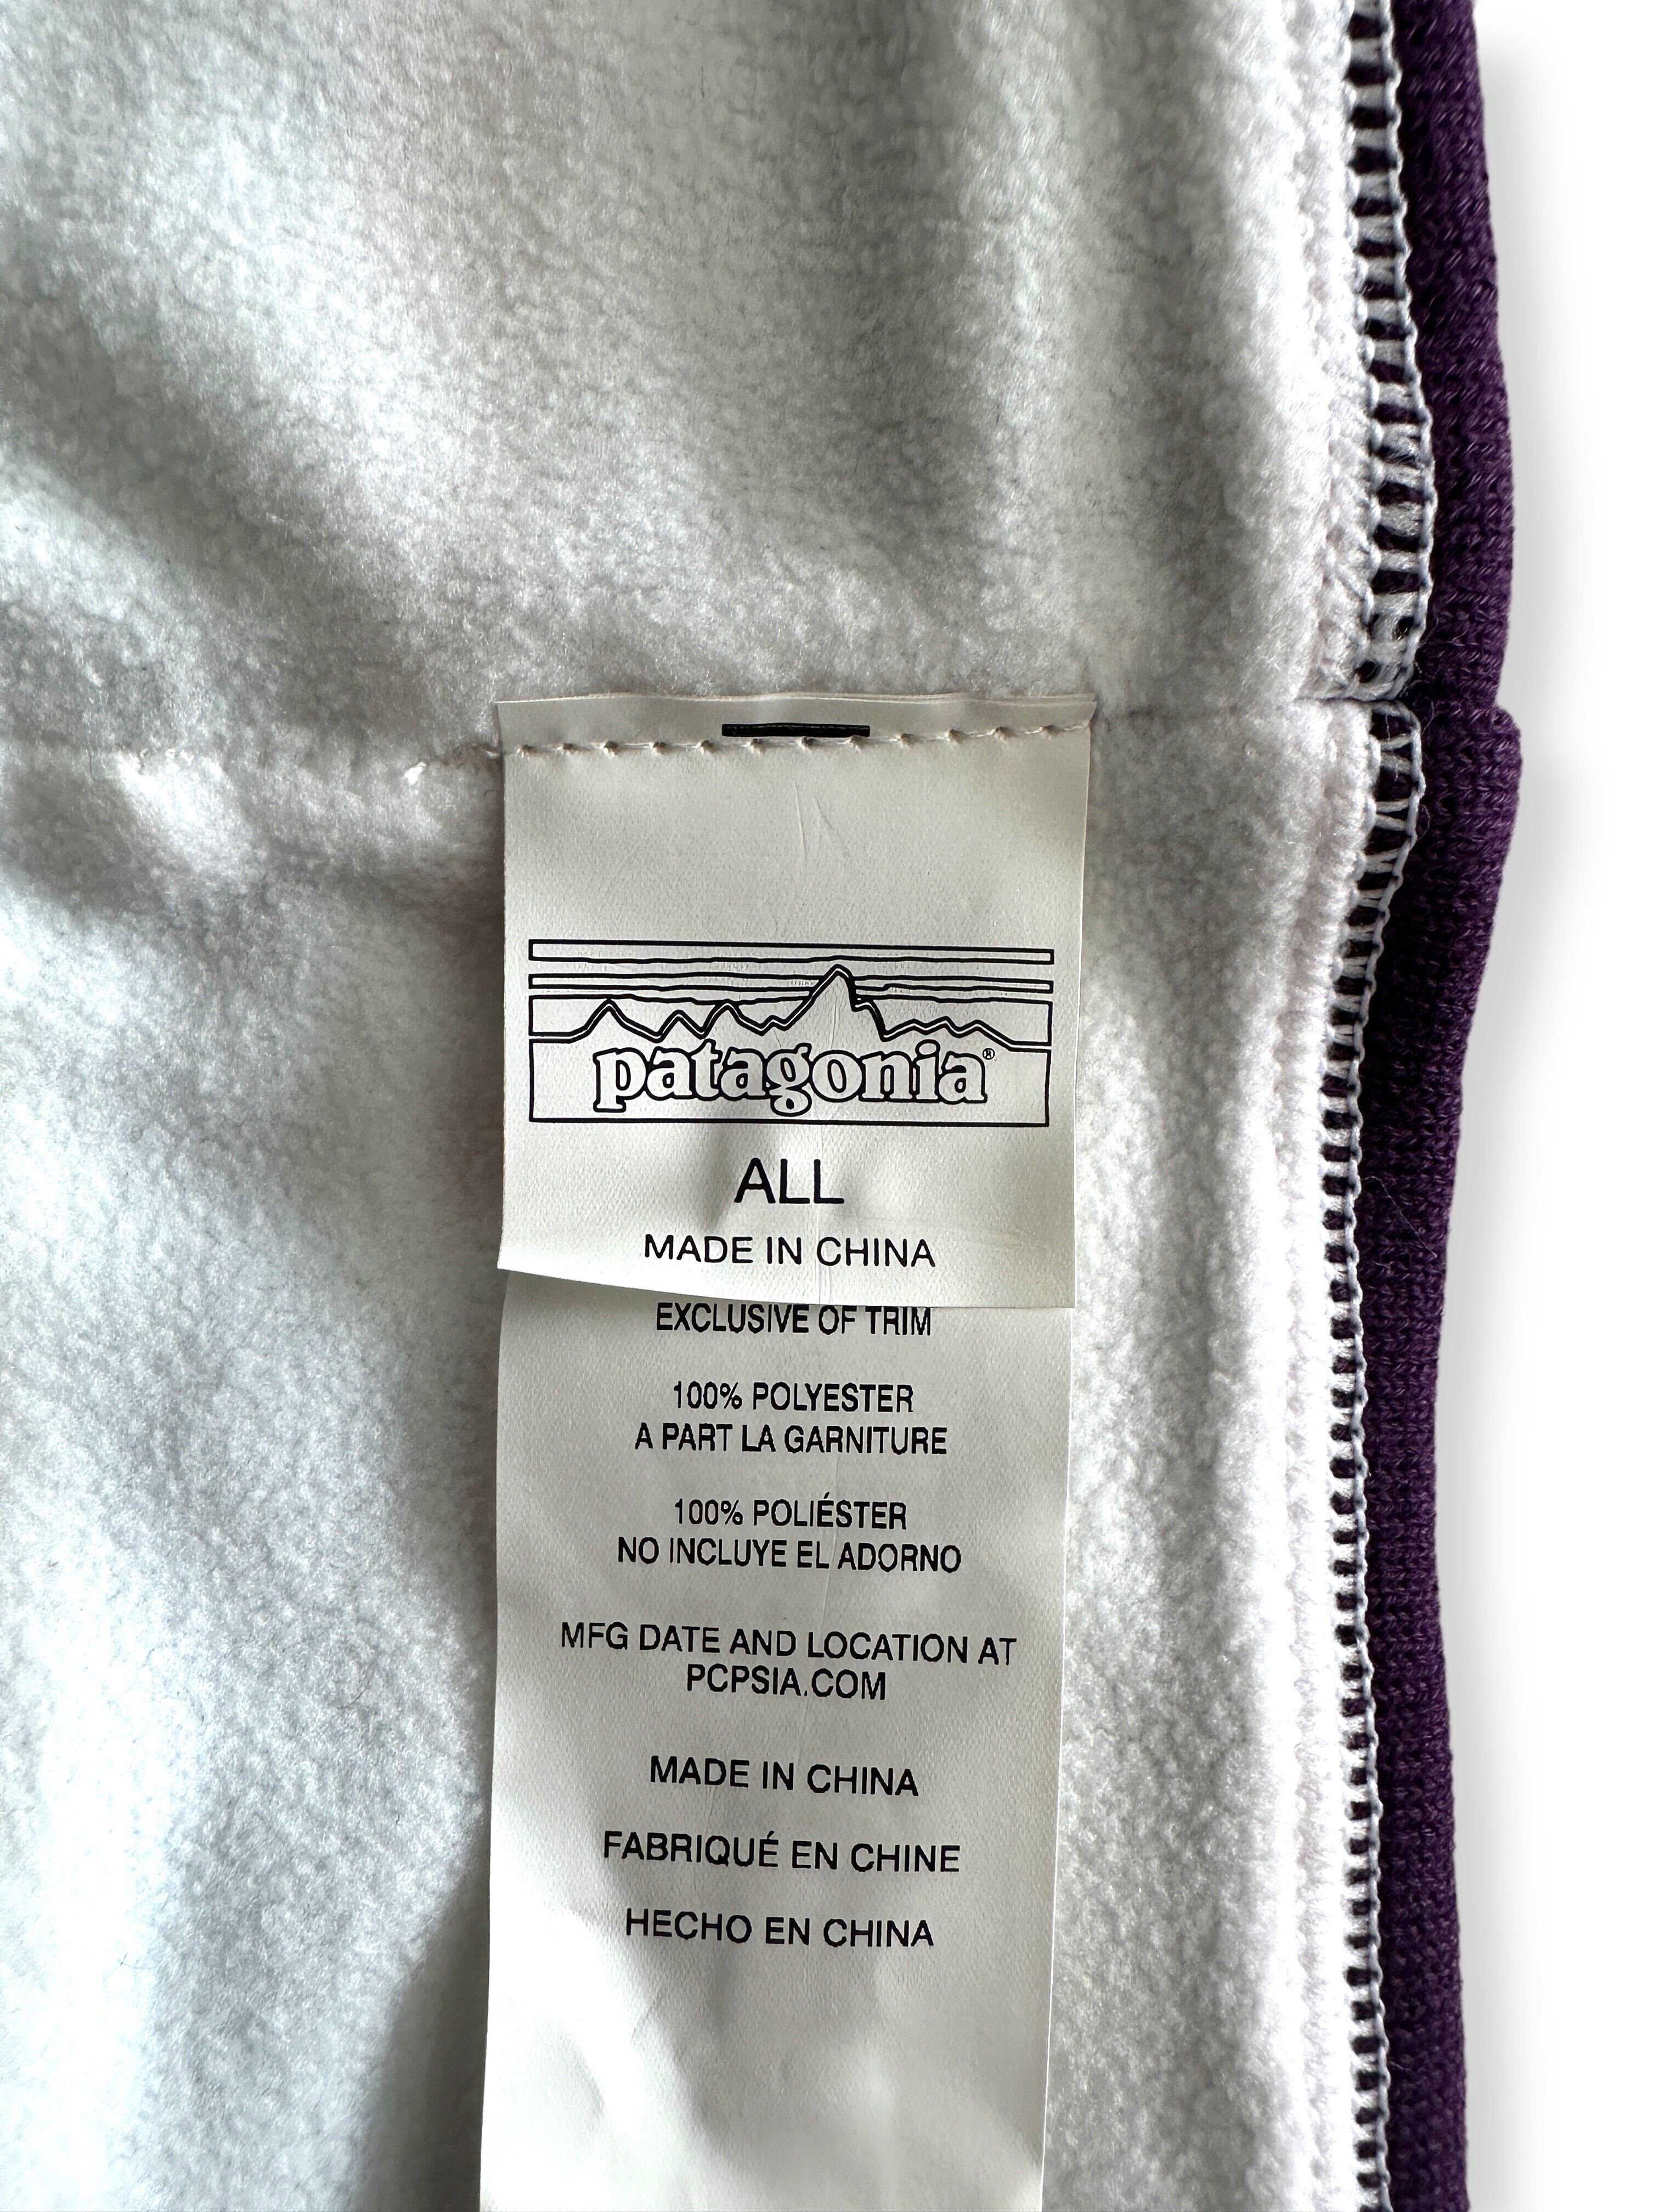 patagonia®
ALL
MADE IN CHINA
EXCLUSIVE OF TRIM
100% POLYESTER
A PART LA GARNITURE
100% POLIÉSTER
NO INCLUYE EL ADORNO
MFG DATE AND LOCATION AT
PCPSIA.COM
MADE IN CHINA
FABRIQUÉ EN CHINE
HECHO EN CHINA